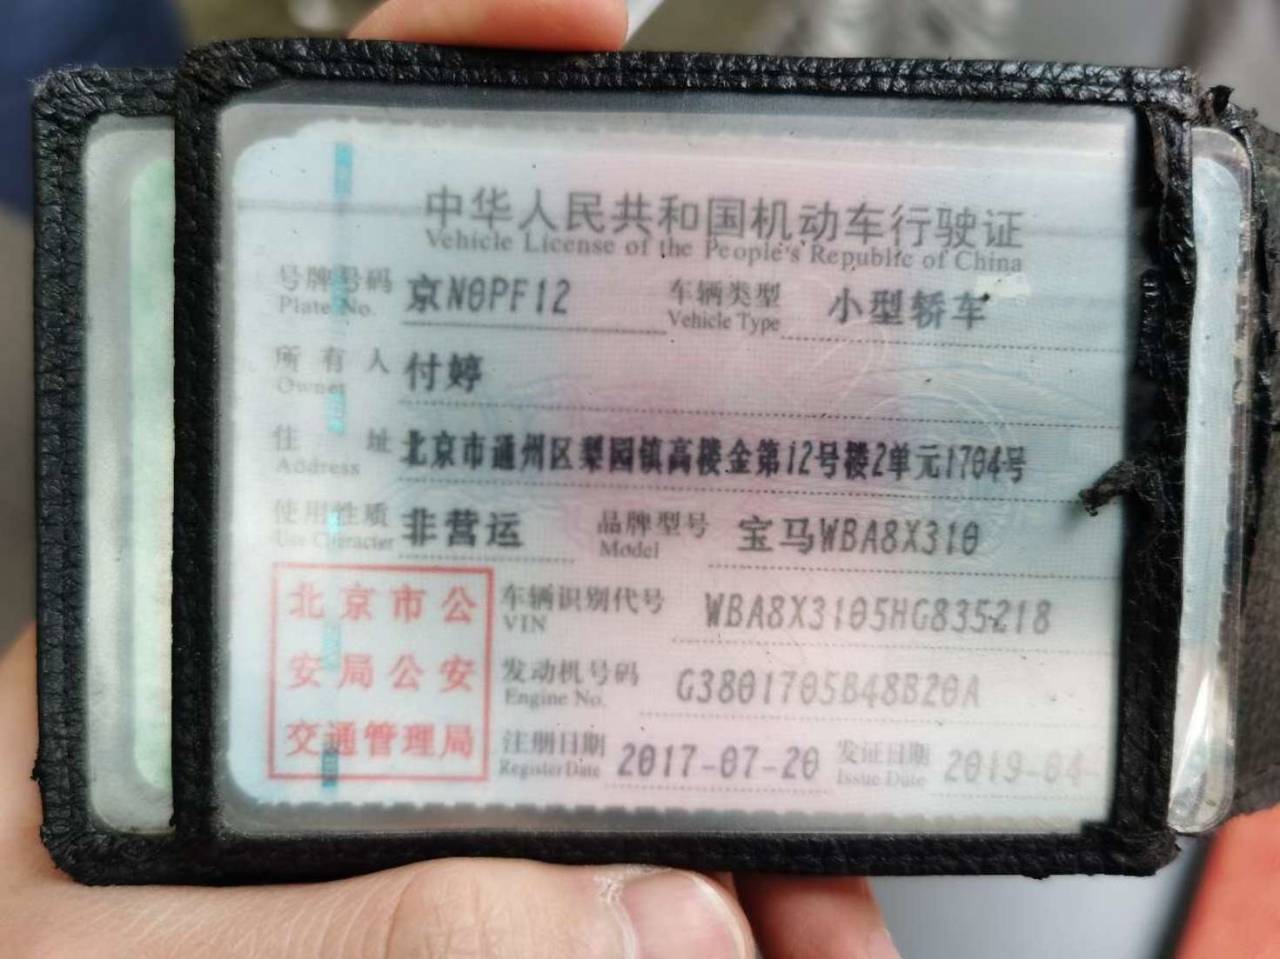 中华人民共和国机动车行驶证
Vehicle License of the People's Republic of China
号牌号码 京N0PF12 车辆类型 小型轿车
Plate No. Vehicle Type
所有人 付婷
Owner
住址 北京市通州区梨园镇高楼金第12号楼2单元1704号
Address
使用性质 非营运 品牌型号 宝马WBA8X310
Use Character Model
北京市公安局公安交通管理局
车辆识别代号 WBA8X3105HG835218
VIN
发动机号码 G3801705B48B20A
Engine No.
注册日期 2017-07-20 发证日期 2019-04-
Register Date Issue Date